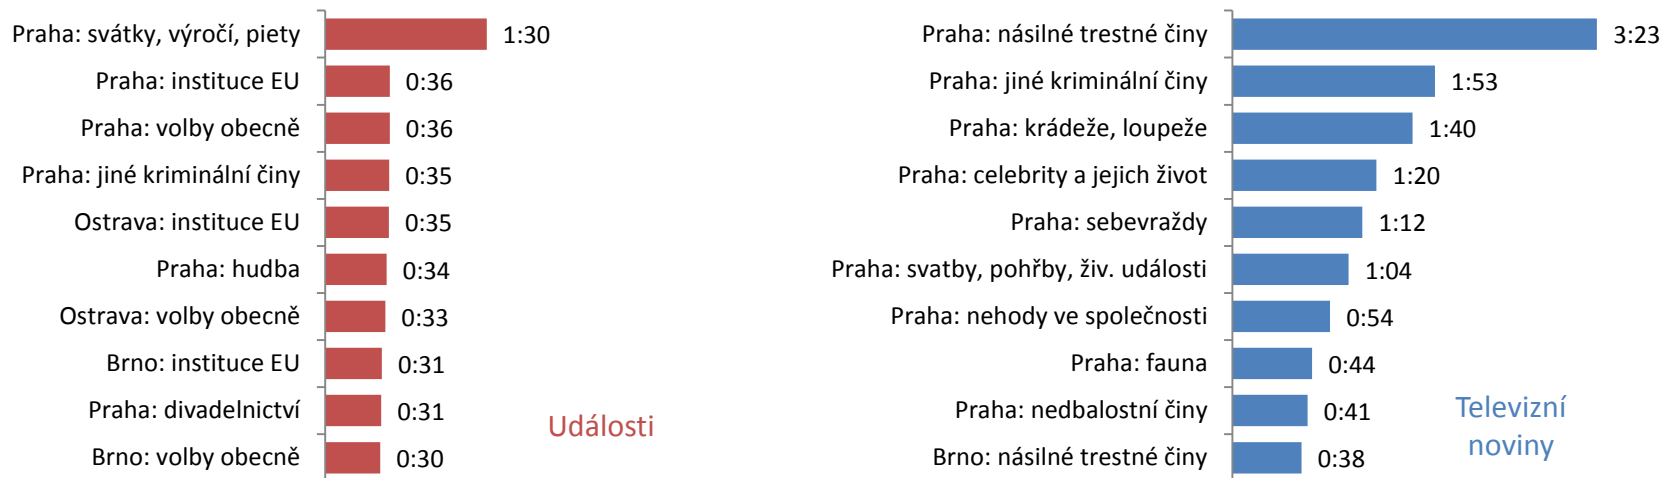 Praha: svátky, výročí, piety 1:30
Praha: instituce EU 0:36
Praha: volby obecně 0:36
Praha: jiné kriminální činy 0:35
Ostrava: instituce EU 0:35
Praha: hudba 0:34
Ostrava: volby obecně 0:33
Brno: instituce EU 0:31
Praha: divadelnictví 0:31
Brno: volby obecně 0:30
Události
Praha: násilné trestné činy 3:23
Praha: jiné kriminální činy 1:53
Praha: krádeže, loupeže 1:40
Praha: celebrity a jejich život 1:20
Praha: sebevraždy 1:12
Praha: svatby, pohřby, živ. události 1:04
Praha: nehody ve společnosti 0:54
Praha: fauna 0:44
Praha: nedbalostní činy 0:41
Brno: násilné trestné činy 0:38
Televizní
noviny